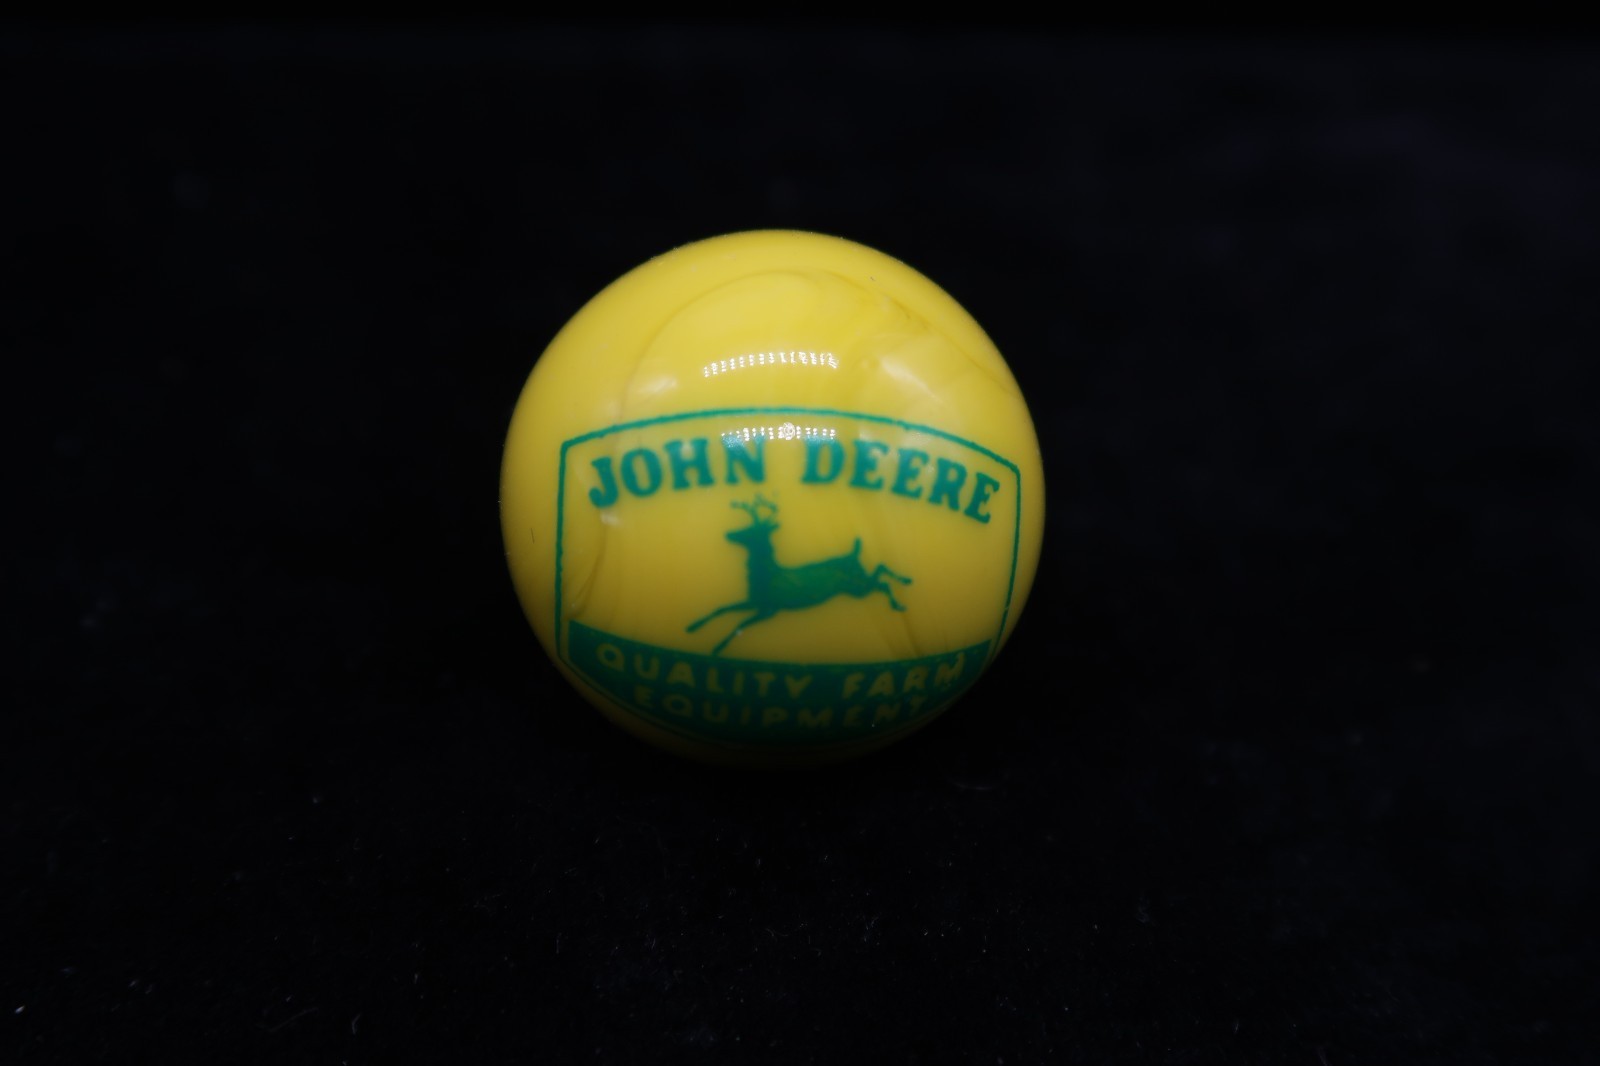 JOHN DEERE
QUALITY FARM
EQUIPMENT